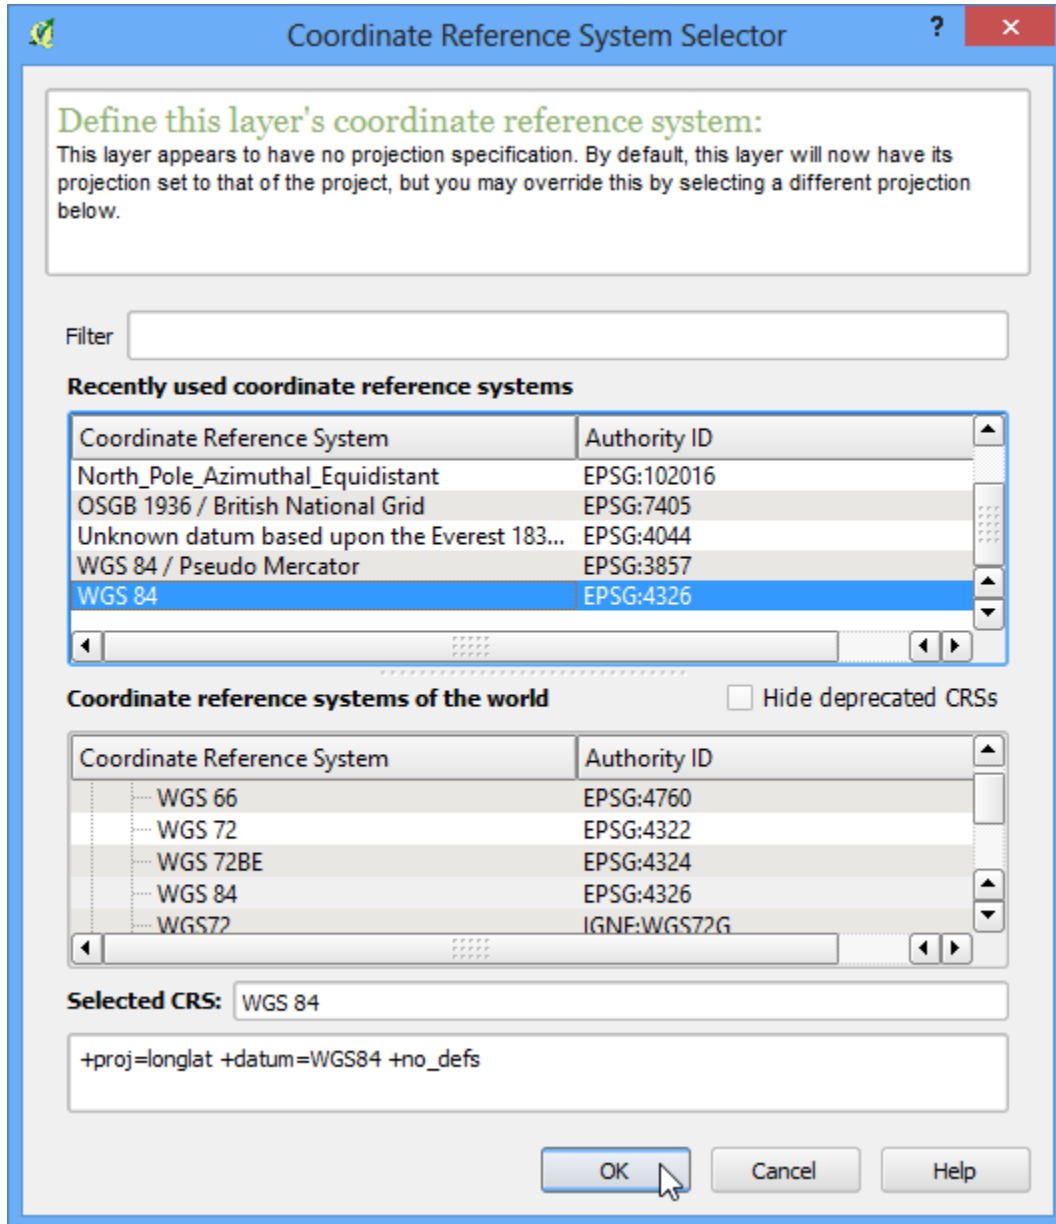 Coordinate Reference System Selector ?
Define this layer's coordinate reference system:
This layer appears to have no projection specification. By default, this layer will now have its
projection set to that of the project, but you may override this by selecting a different projection
below.
Filter
Recently used coordinate reference systems
Coordinate Reference System Authority ID
North_Pole_Azimuthal_Equidistant EPSG:102016
OSGB 1936 / British National Grid EPSG:7405
Unknown datum based upon the Everest 183... EPSG:4044
WGS 84 / Pseudo Mercator EPSG:3857
WGS 84 EPSG:4326
Coordinate reference systems of the world Hide deprecated CRSs
Coordinate Reference System Authority ID
WGS 66 EPSG:4760
WGS 72 EPSG:4322
WGS 72BE EPSG:4324
WGS 84 EPSG:4326
WGS72 IGNF:WGS72G
Selected CRS: WGS 84
+proj=longlat +datum=WGS84 +no_defs
OK Cancel Help